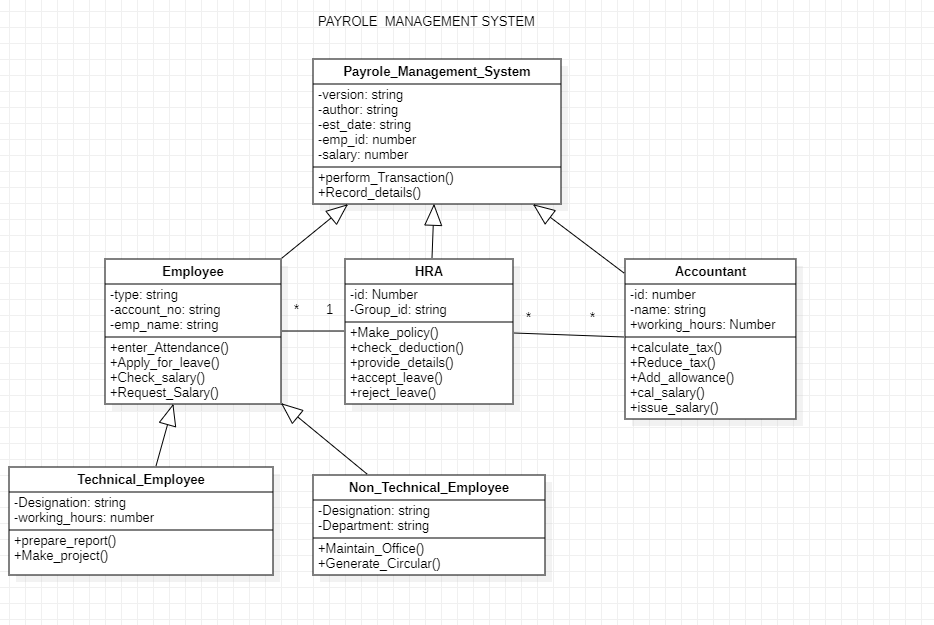 PAYROLE  MANAGEMENT SYSTEM
Payrole_Management_System
-version: string
-author: string
-est_date: string
-emp_id: number
-salary: number
+perform_Transaction()
+Record_details()
Employee
-type: string
-account_no: string
-emp_name: string
+enter_Attendance()
+Apply_for_leave()
+Check_salary()
+Request_Salary()
* 1
HRA
-id: Number
-Group_id: string
+Make_policy()
+check_deduction()
+provide_details()
+accept_leave()
+reject_leave()
* *
Accountant
-id: number
-name: string
+working_hours: Number
+calculate_tax()
+Reduce_tax()
+Add_allowance()
+cal_salary()
+issue_salary()
Technical_Employee
-Designation: string
-working_hours: number
+prepare_report()
+Make_project()
Non_Technical_Employee
-Designation: string
-Department: string
+Maintain_Office()
+Generate_Circular()